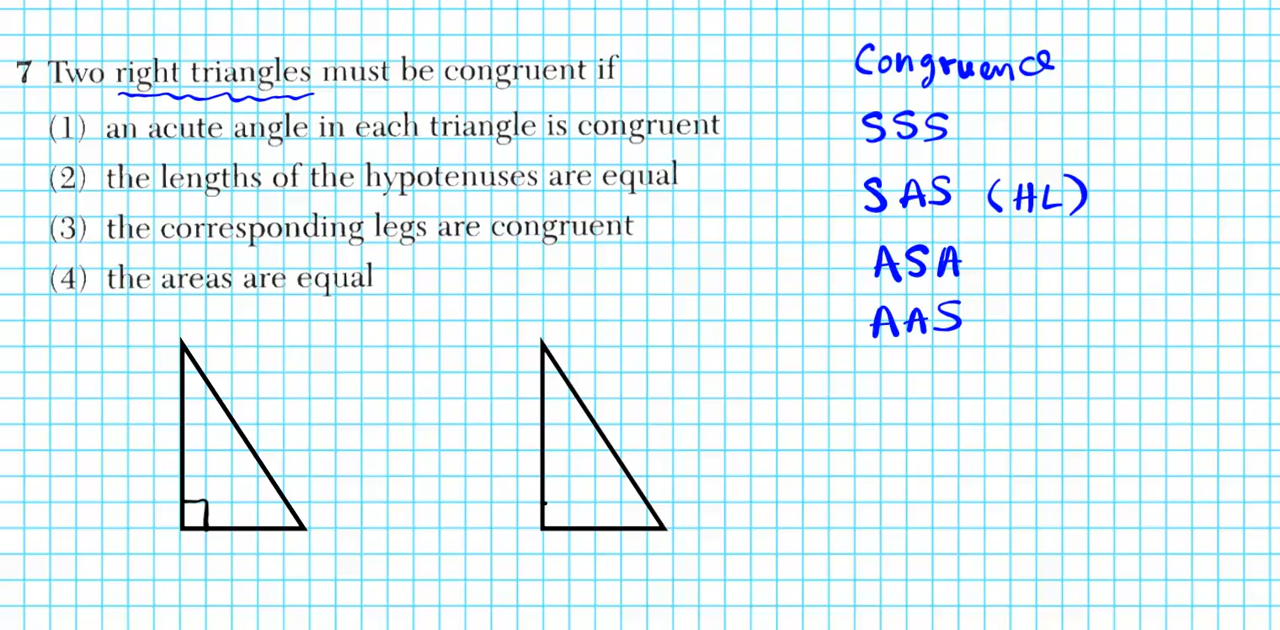 7 Two right triangles must be congruent if
(1) an acute angle in each triangle is congruent
(2) the lengths of the hypotenuses are equal
(3) the corresponding legs are congruent
(4) the areas are equal
Congruence
SSS
SAS (HL)
ASA
AAS